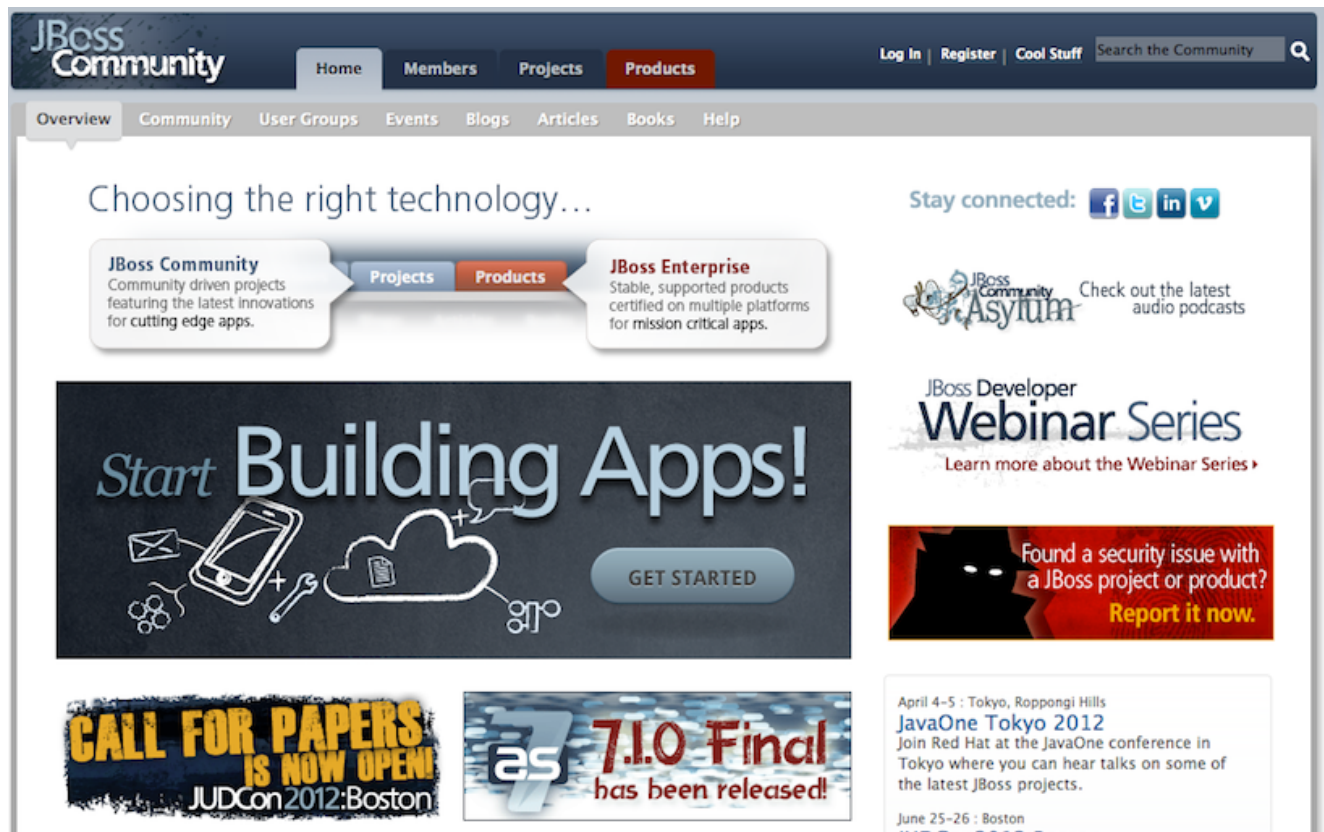 JBoss
Community
Home
Members
Projects
Products
Log In | Register | Cool Stuff
Search the Community
Overview
Community
User Groups
Events
Blogs
Articles
Books
Help
Choosing the right technology...
JBoss Community
Community driven projects
featuring the latest innovations
for cutting edge apps.
Projects
Products
JBoss Enterprise
Stable, supported products
certified on multiple platforms
for mission critical apps.
Stay connected:
f
t
in
v
JBoss
Community
Asylum
Check out the latest
audio podcasts
JBoss Developer
Webinar Series
Learn more about the Webinar Series
Start Building Apps!
GET STARTED
Found a security issue with
a JBoss project or product?
Report it now.
CALL FOR PAPERS
IS NOW OPEN!
JUDCon2012:Boston
as
7
7.1.0 Final
has been released!
April 4-5 : Tokyo, Roppongi Hills
JavaOne Tokyo 2012
Join Red Hat at the JavaOne conference in
Tokyo where you can hear talks on some of
the latest JBoss projects.
June 25-26 : Boston